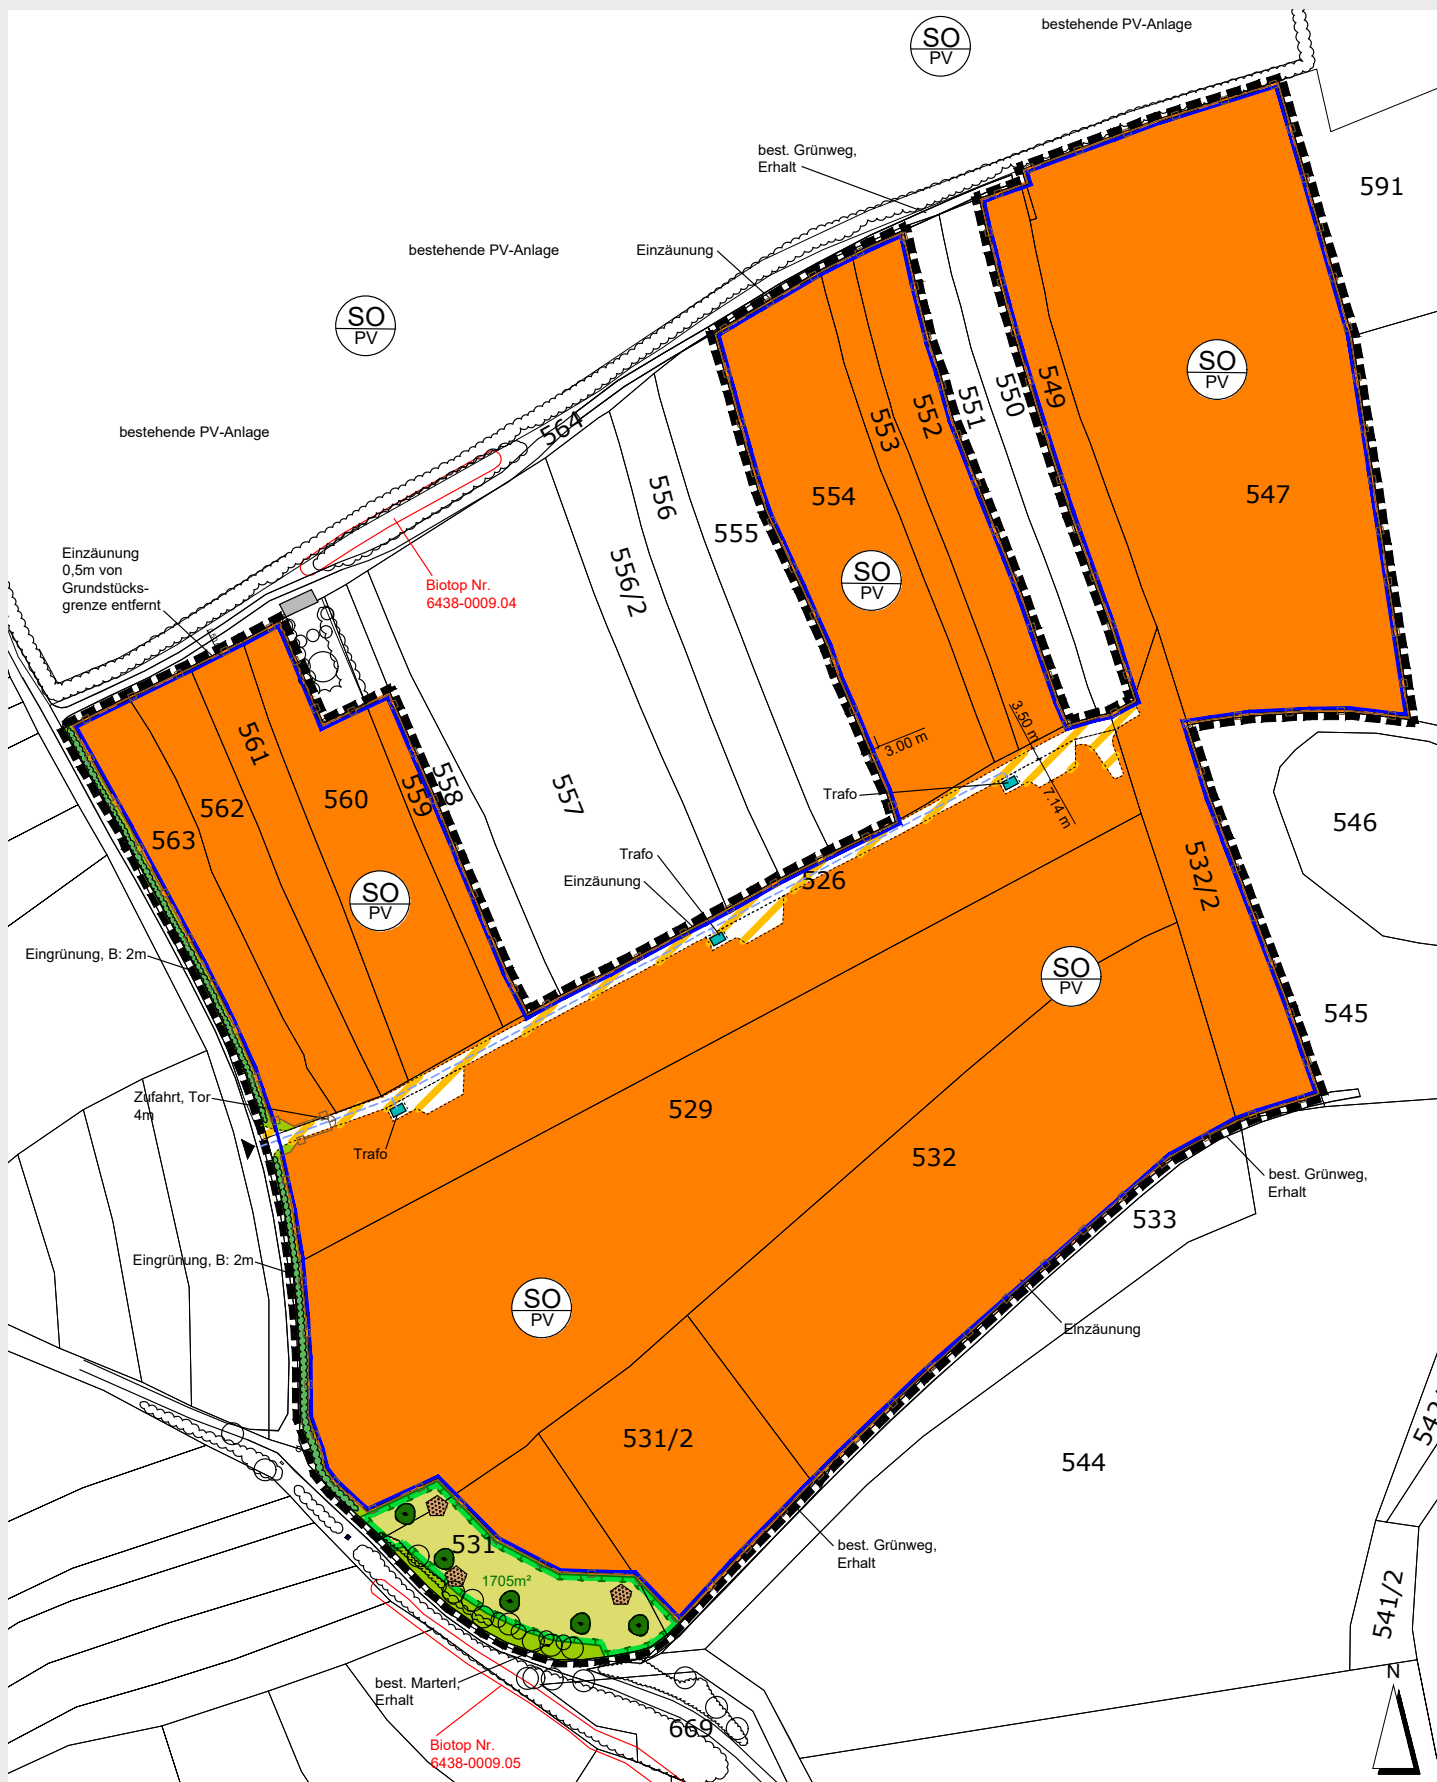 bestehende PV-Anlage
SO
PV
best. Grünweg,
Erhalt
591
bestehende PV-Anlage
Einzäunung
SO
PV
SO
PV
549
550
551
552
553
564
bestehende PV-Anlage
556
554
547
555
Einzäunung
0,5m von
Grundstücks-
grenze entfernt
Biotop Nr.
6438-0009.04
556/2
SO
PV
561
3.50 m
3.00 m
562
560
559
558
557
Trafo
7.14 m
546
563
Trafo
Einzäunung
526
532/2
SO
PV
Eingrünung, B: 2m
SO
PV
545
Zufahrt, Tor
4m
529
Trafo
532
best. Grünweg,
Erhalt
533
Eingrünung, B: 2m
SO
PV
Einzäunung
531/2
544
531
best. Grünweg,
Erhalt
1705m²
541/2
best. Marterl,
Erhalt
N
669
Biotop Nr.
6438-0009.05